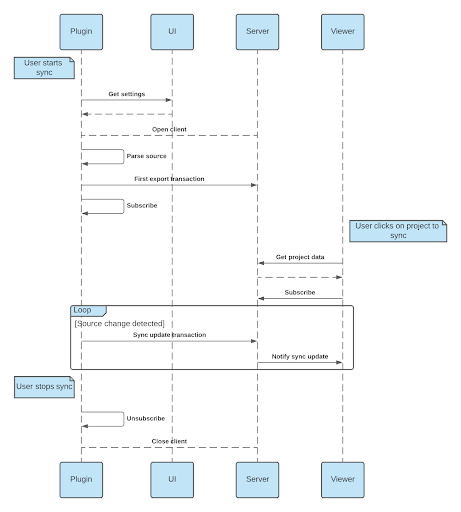 Plugin
UI
Server
Viewer
User starts
sync
Get settings
Open client
Parse source
First export transaction
Subscribe
User clicks on project to
sync
Get project data
Subscribe
Loop
[Source change detected]
Sync update transaction
Notify sync update
User stops sync
Unsubscribe
Close client
Plugin
UI
Server
Viewer